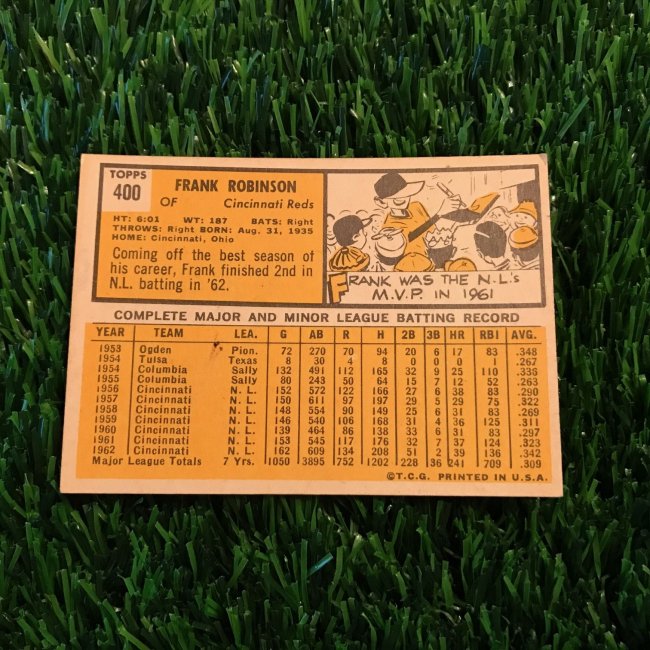 TOPPS
400
FRANK ROBINSON
OF Cincinnati Reds
HT: 6:01 WT: 187 BATS: Right
THROWS: Right BORN: Aug. 31, 1935
HOME: Cincinnati, Ohio
Coming off the best season of
his career, Frank finished 2nd in
N.L. batting in '62.
FRANK WAS THE N.L.'s
M.V.P. IN 1961
COMPLETE MAJOR AND MINOR LEAGUE BATTING RECORD
YEAR TEAM LEA. G AB R H 2B 3B HR RBI AVG.
1953 Ogden Pion. 72 270 70 94 20 6 17 83 .348
1954 Tulsa Texas 8 30 4 8 0 0 0 1 .267
1954 Columbia Sally 132 491 112 165 32 9 25 110 .336
1955 Columbia Sally 80 243 50 64 15 7 12 52 .263
1956 Cincinnati N. L. 152 572 122 166 27 6 38 83 .290
1957 Cincinnati N. L. 150 611 97 197 29 5 29 75 .322
1958 Cincinnati N. L. 148 554 90 149 25 6 31 83 .269
1959 Cincinnati N. L. 146 540 106 168 31 4 36 125 .311
1960 Cincinnati N. L. 139 464 86 138 33 6 31 83 .297
1961 Cincinnati N. L. 153 545 117 176 32 7 37 124 .323
1962 Cincinnati N. L. 162 609 134 208 51 2 39 136 .342
Major League Totals 7 Yrs. 1050 3895 752 1202 228 36 241 709 .309
©T.C.G. PRINTED IN U.S.A.